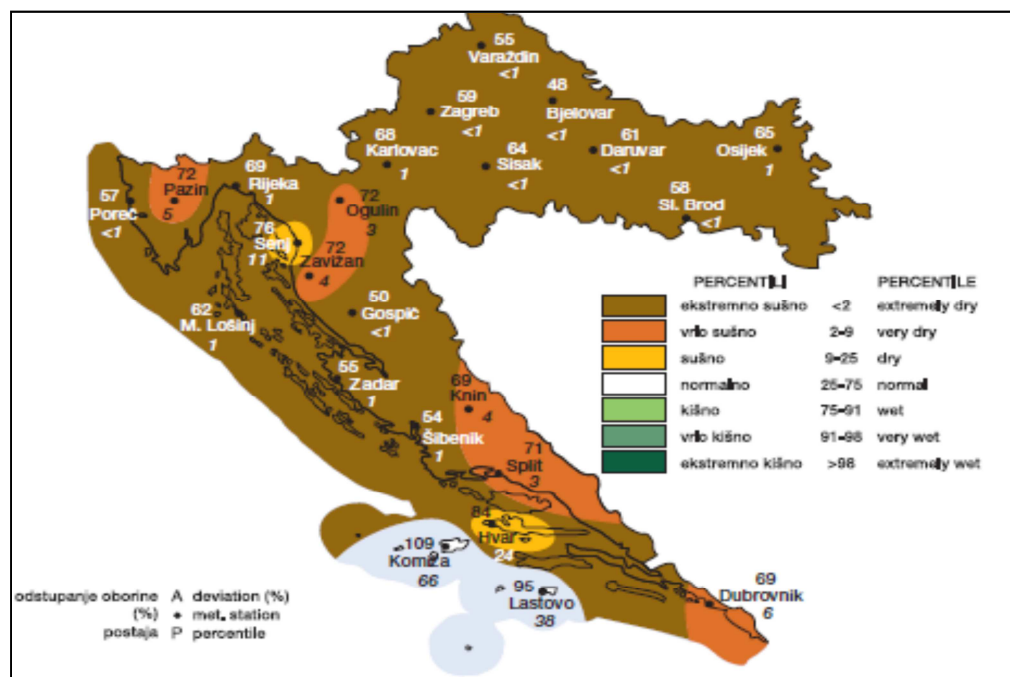 55
Varaždin
<1
59
Zagreb
<1
48
Bjelovar
<1
68
Karlovac
1
64
Sisak
<1
61
Daruvar
<1
65
Osijek
1
58
Sl. Brod
<1
57
Poreč
<1
72
Pazin
5
69
Rijeka
1
72
Ogulin
3
76
Senj
11
72
Zavižan
4
62
M. Lošinj
1
50
Gospić
<1
55
Zadar
1
69
Knin
4
54
Šibenik
1
71
Split
3
84
Hvar
24
109
Komiža
66
95
Lastovo
38
69
Dubrovnik
6
PERCENTILI PERCENTILE
ekstremno sušno <2 extremely dry
vrlo sušno 2-9 very dry
sušno 9-25 dry
normalno 25-75 normal
kišno 75-91 wet
vrlo kišno 91-98 very wet
ekstremno kišno >98 extremely wet
odstupanje oborine A deviation (%)
(%) • met. station
postaja P percentile